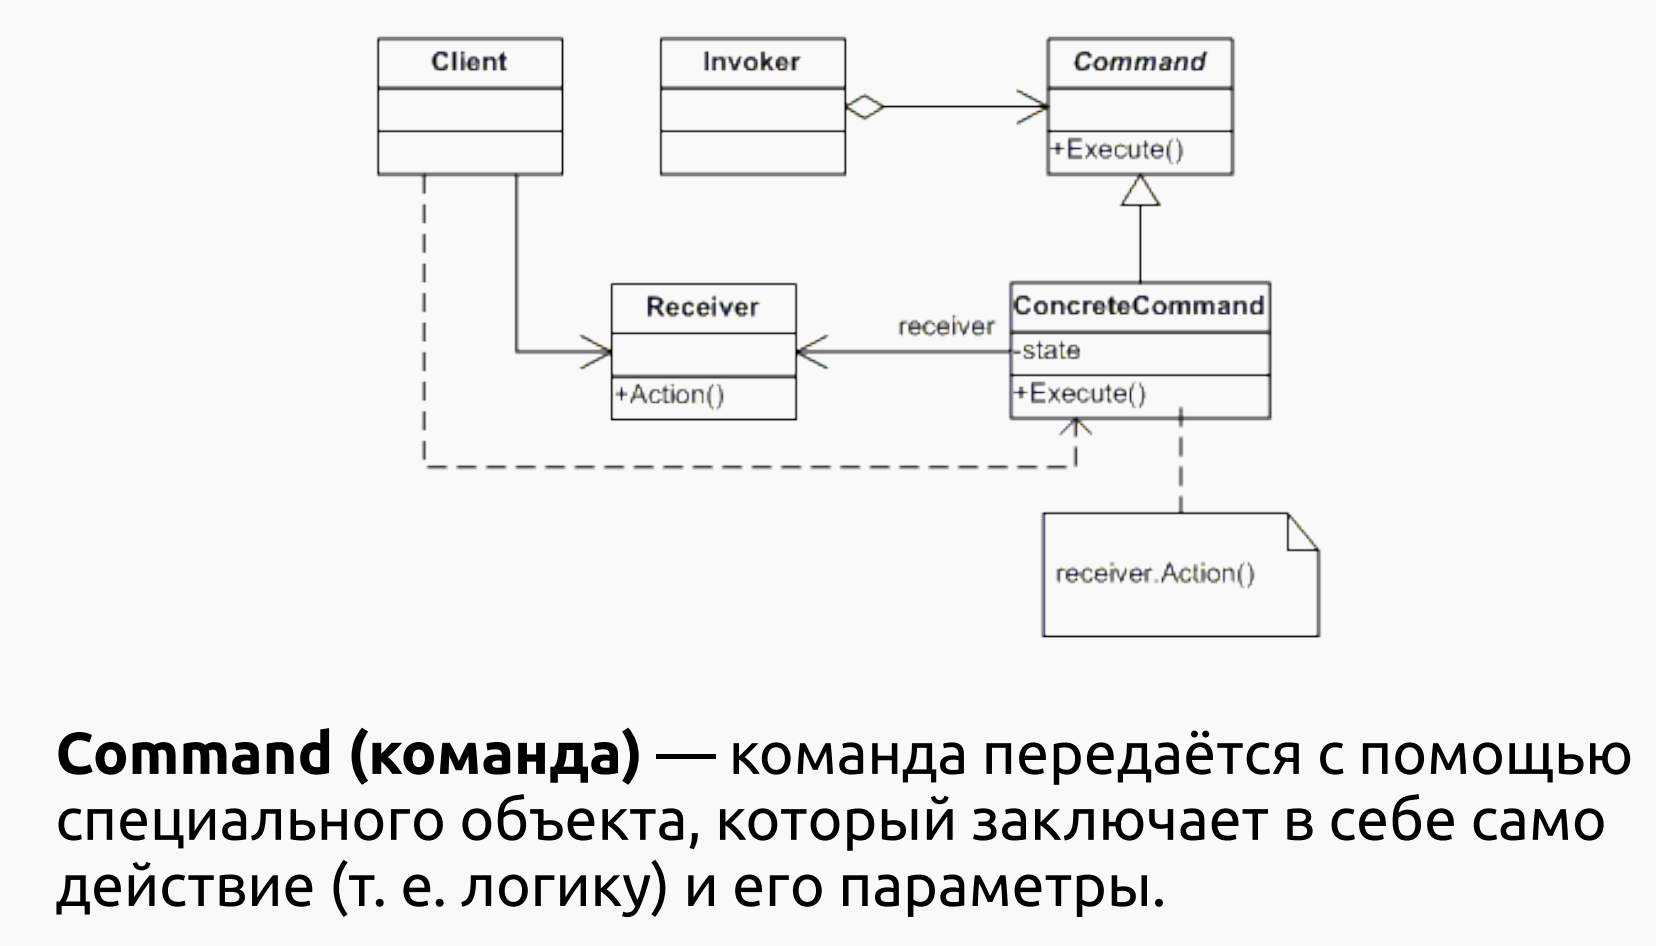 Client
Invoker
Command
+Execute()
Receiver
+Action()
receiver
ConcreteCommand
-state
+Execute()
receiver.Action()
Command (команда) — команда передаётся с помощью
специального объекта, который заключает в себе само
действие (т. е. логику) и его параметры.